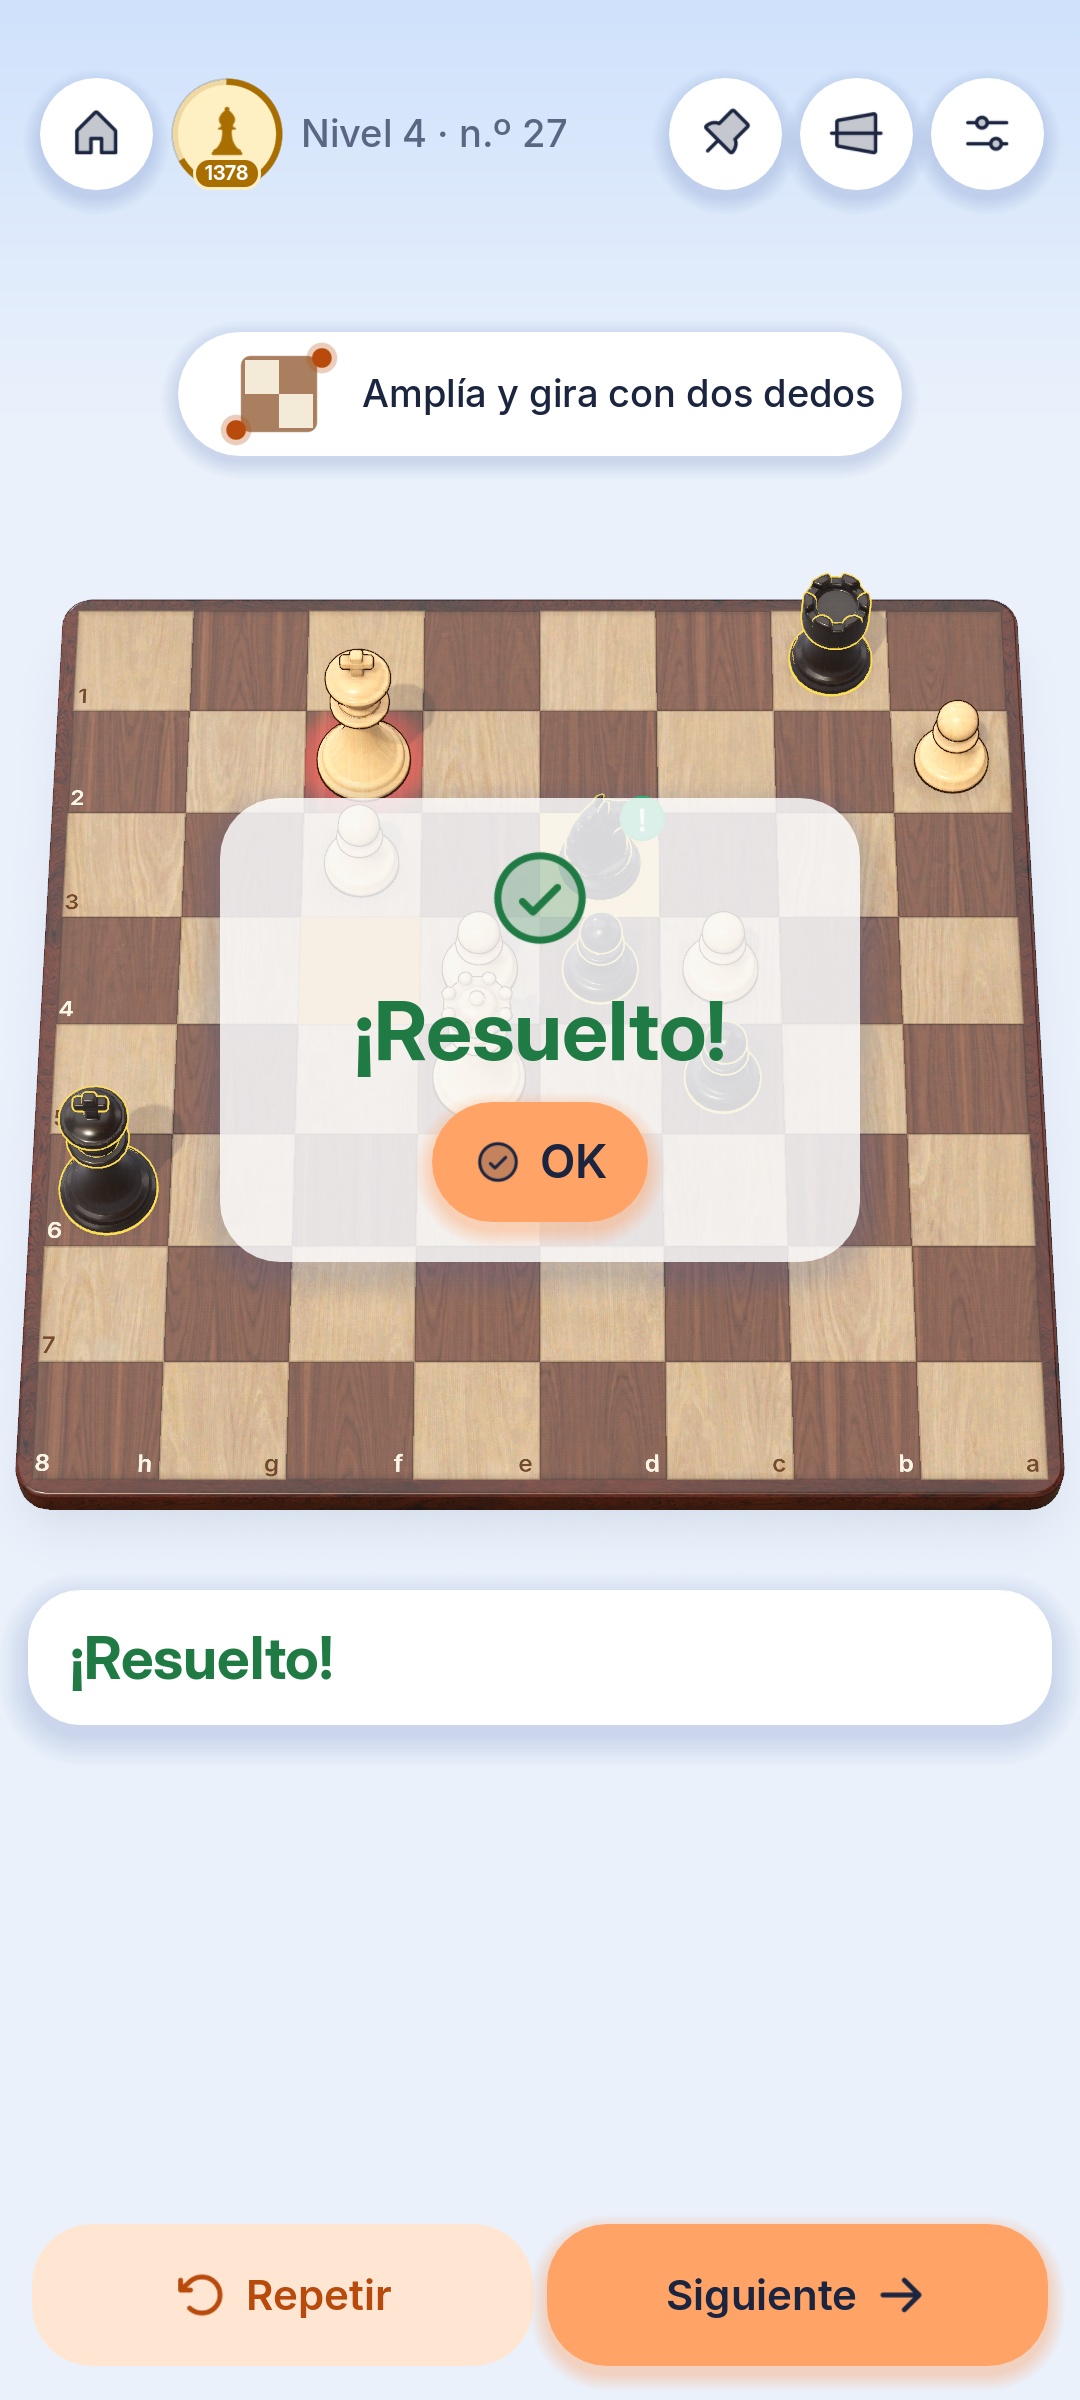 Nivel 4 · n.º 27
1378
Amplía y gira con dos dedos
1
2
3
!
4
¡Resuelto!
OK
6
7
8 h g f e d c b a
¡Resuelto!
Repetir
Siguiente